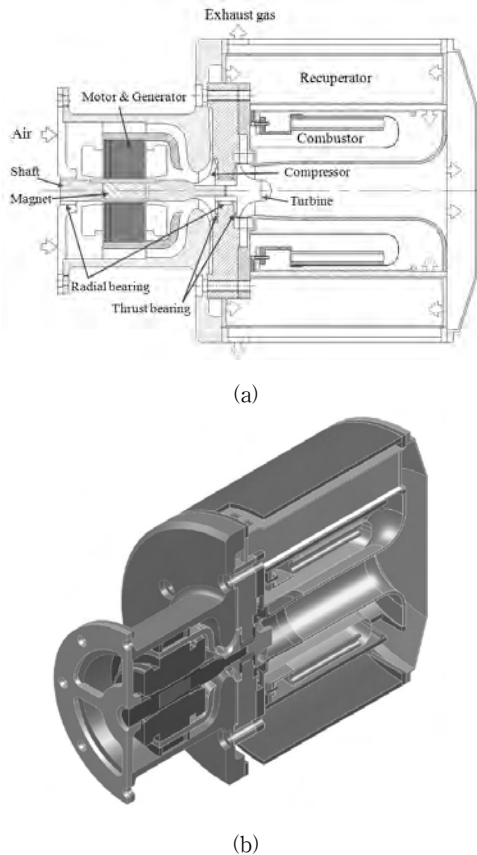 Exhaust gas
Recuperator
Motor & Generator
Combustor
Air
Compressor
Shaft
Magnet
Turbine
Radial bearing
Thrust bearing
(a)
(b)